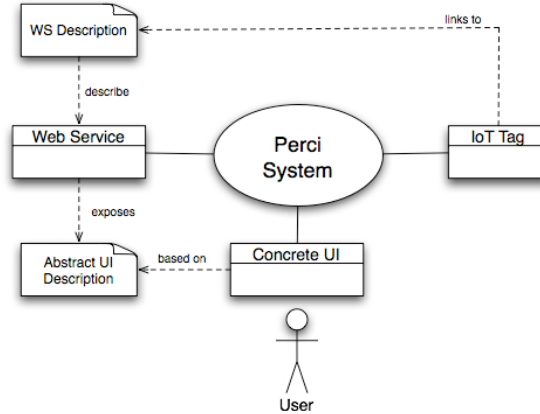 WS Description
links to
describe
Web Service
Perci
System
IoT Tag
exposes
Abstract UI
Description
based on
Concrete UI
User